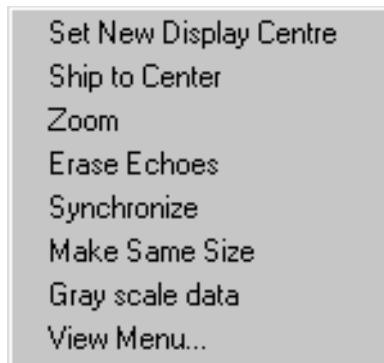 Set New Display Centre
Ship to Center
Zoom
Erase Echoes
Synchronize
Make Same Size
Gray scale data
View Menu...